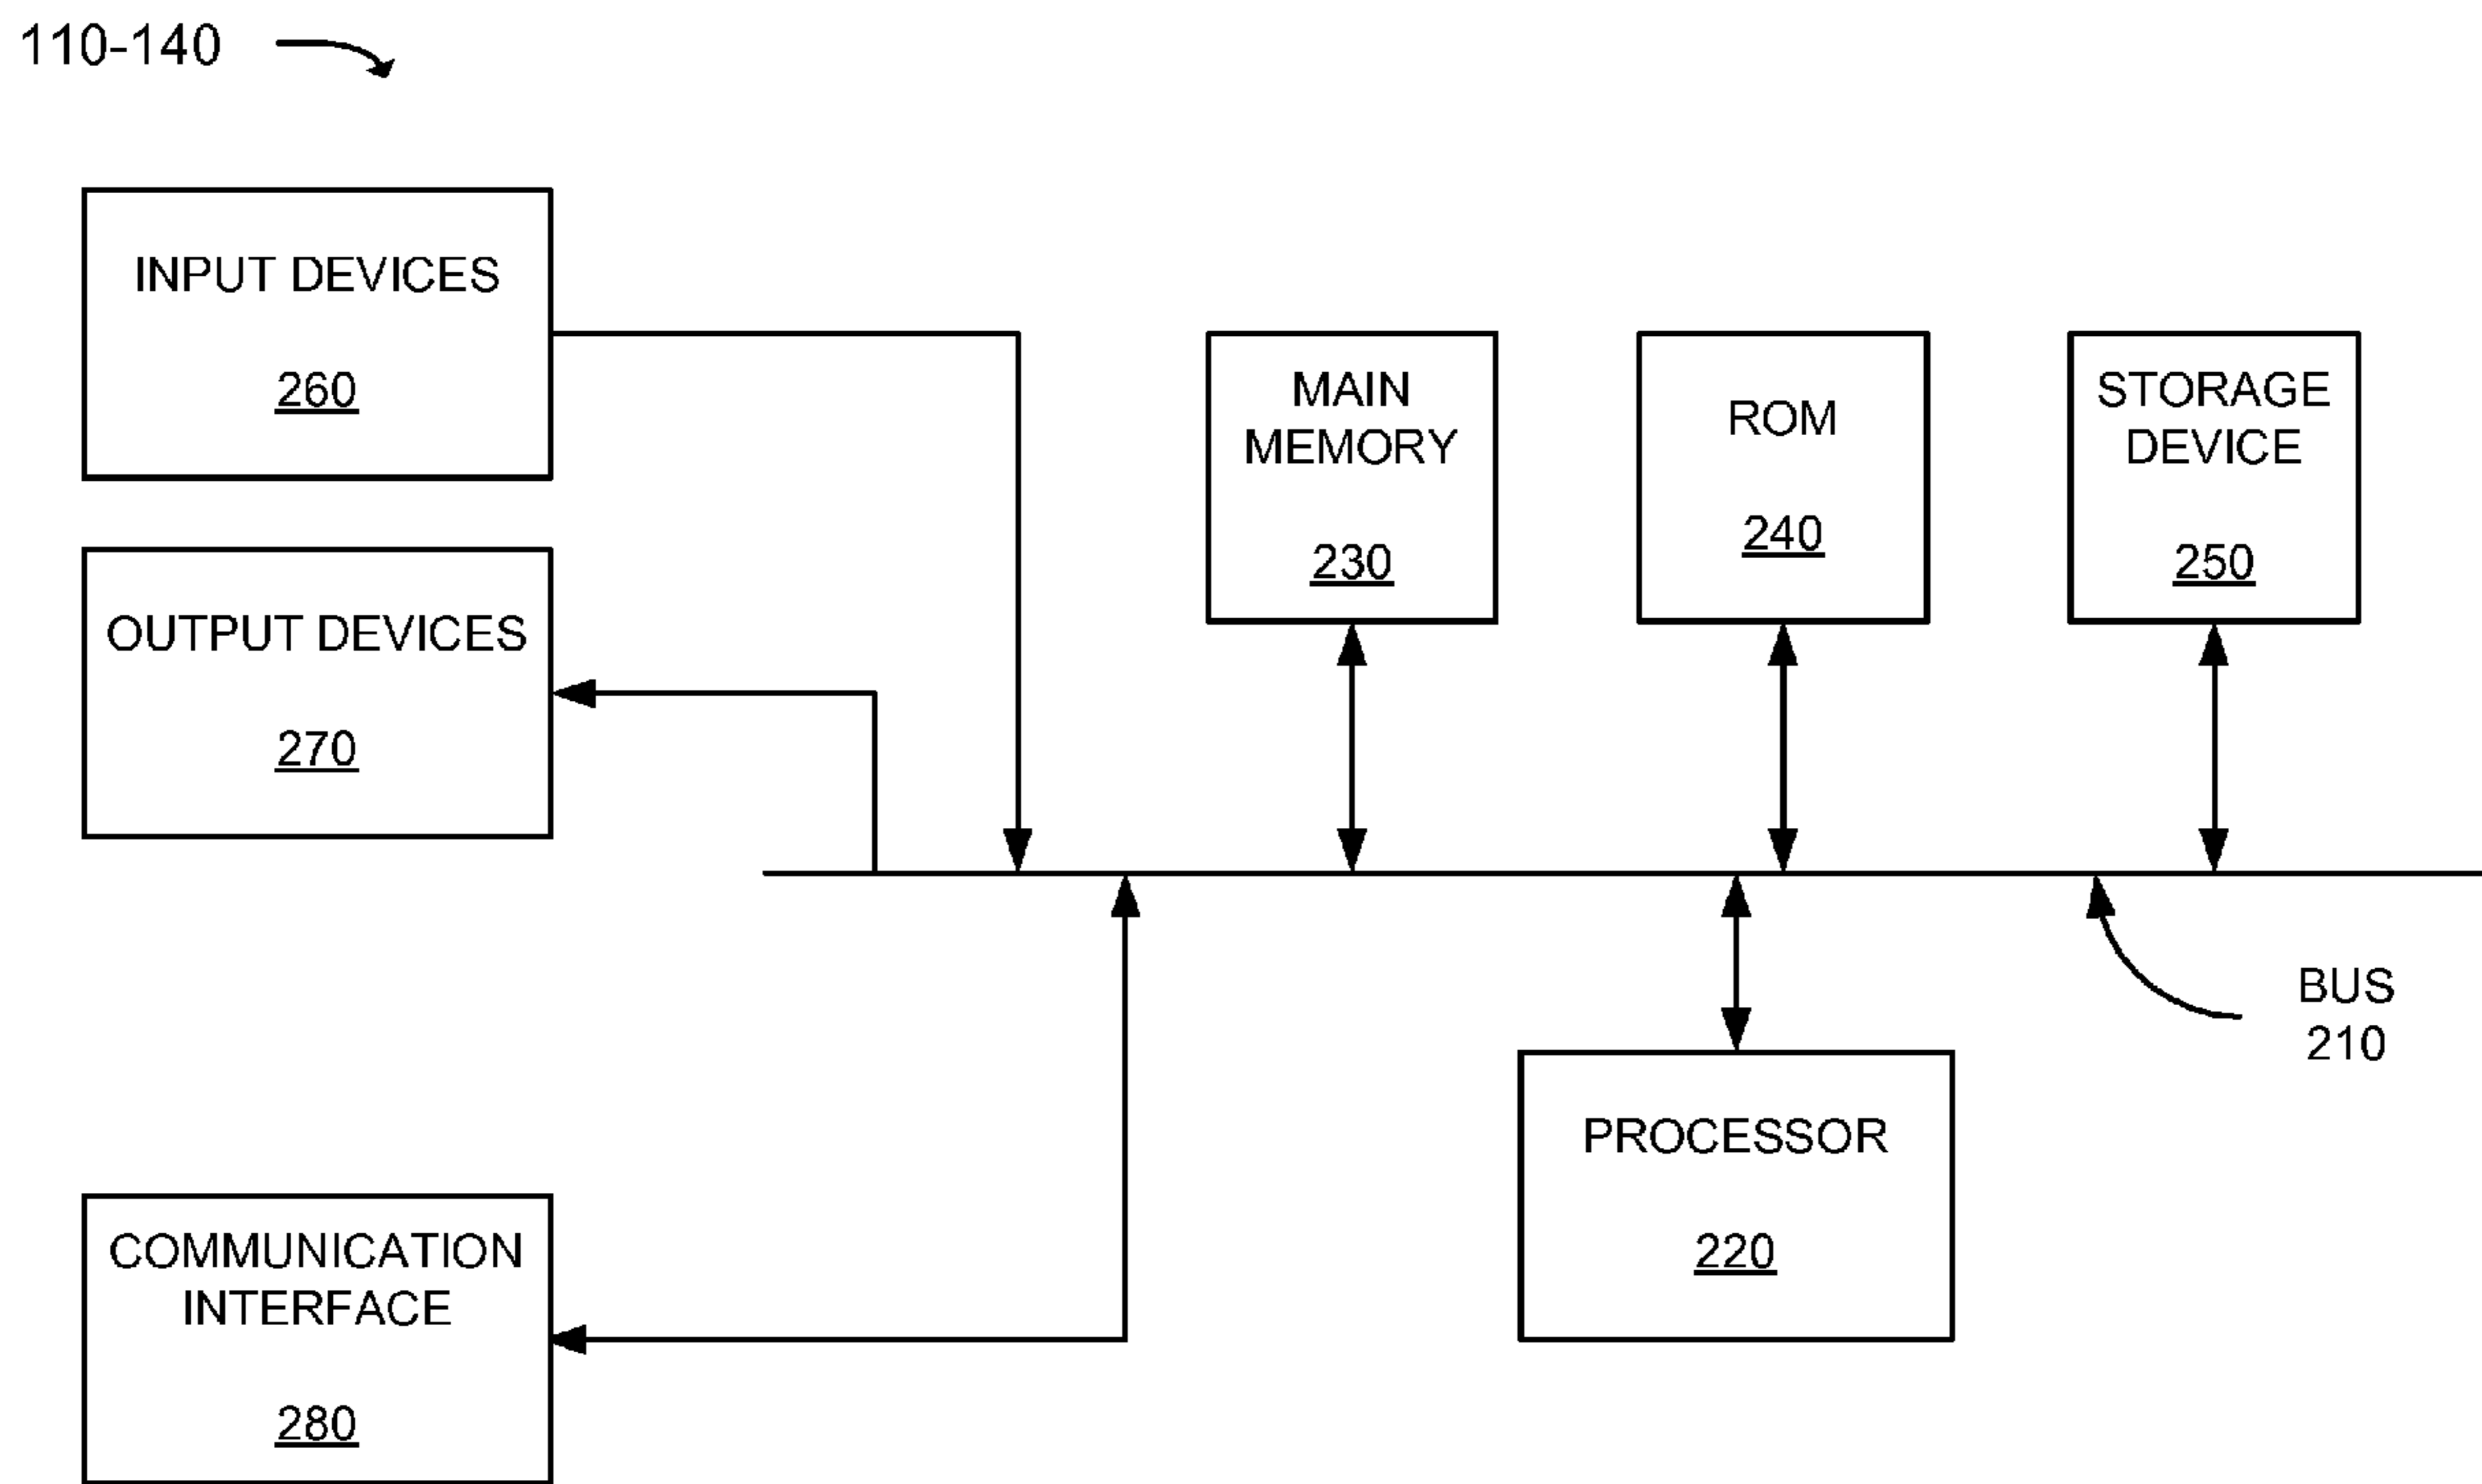 110-140
INPUT DEVICES
260
OUTPUT DEVICES
270
MAIN
MEMORY
230
ROM
240
STORAGE
DEVICE
250
BUS
210
PROCESSOR
220
COMMUNICATION
INTERFACE
280